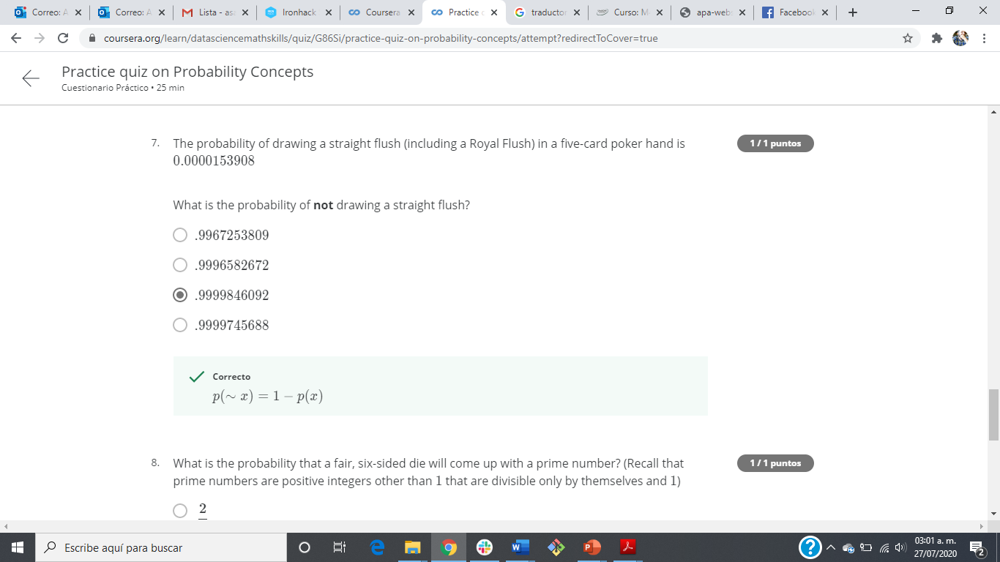 Correo: A
Correo: A
Lista - as
Ironhack
Coursera
Practice
traductor
Curso: M
apa-web
Facebook
coursera.org/learn/datasciencemathskills/quiz/G86Si/practice-quiz-on-probability-concepts/attempt?redirectToCover=true
Practice quiz on Probability Concepts
Cuestionario Práctico • 25 min
7. The probability of drawing a straight flush (including a Royal Flush) in a five-card poker hand is
0.0000153908
1 / 1 puntos
What is the probability of not drawing a straight flush?
.9967253809
.9996582672
.9999846092
.9999745688
Correcto
p(∼ x) = 1 − p(x)
8. What is the probability that a fair, six-sided die will come up with a prime number? (Recall that
prime numbers are positive integers other than 1 that are divisible only by themselves and 1)
1 / 1 puntos
2
Escribe aquí para buscar
03:01 a. m.
27/07/2020
2